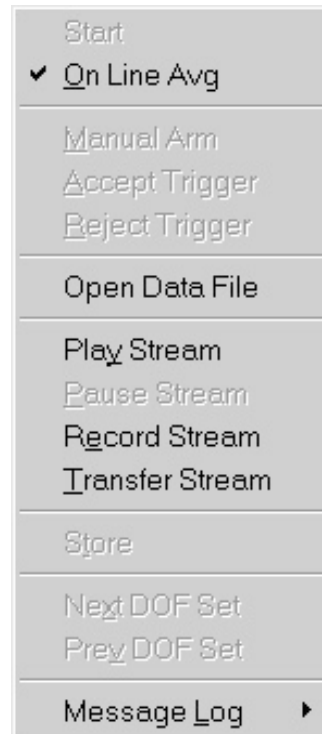 Start
On Line Avg
Manual Arm
Accept Trigger
Reject Trigger
Open Data File
Play Stream
Pause Stream
Record Stream
Transfer Stream
Store
Next DOF Set
Prev DOF Set
Message Log